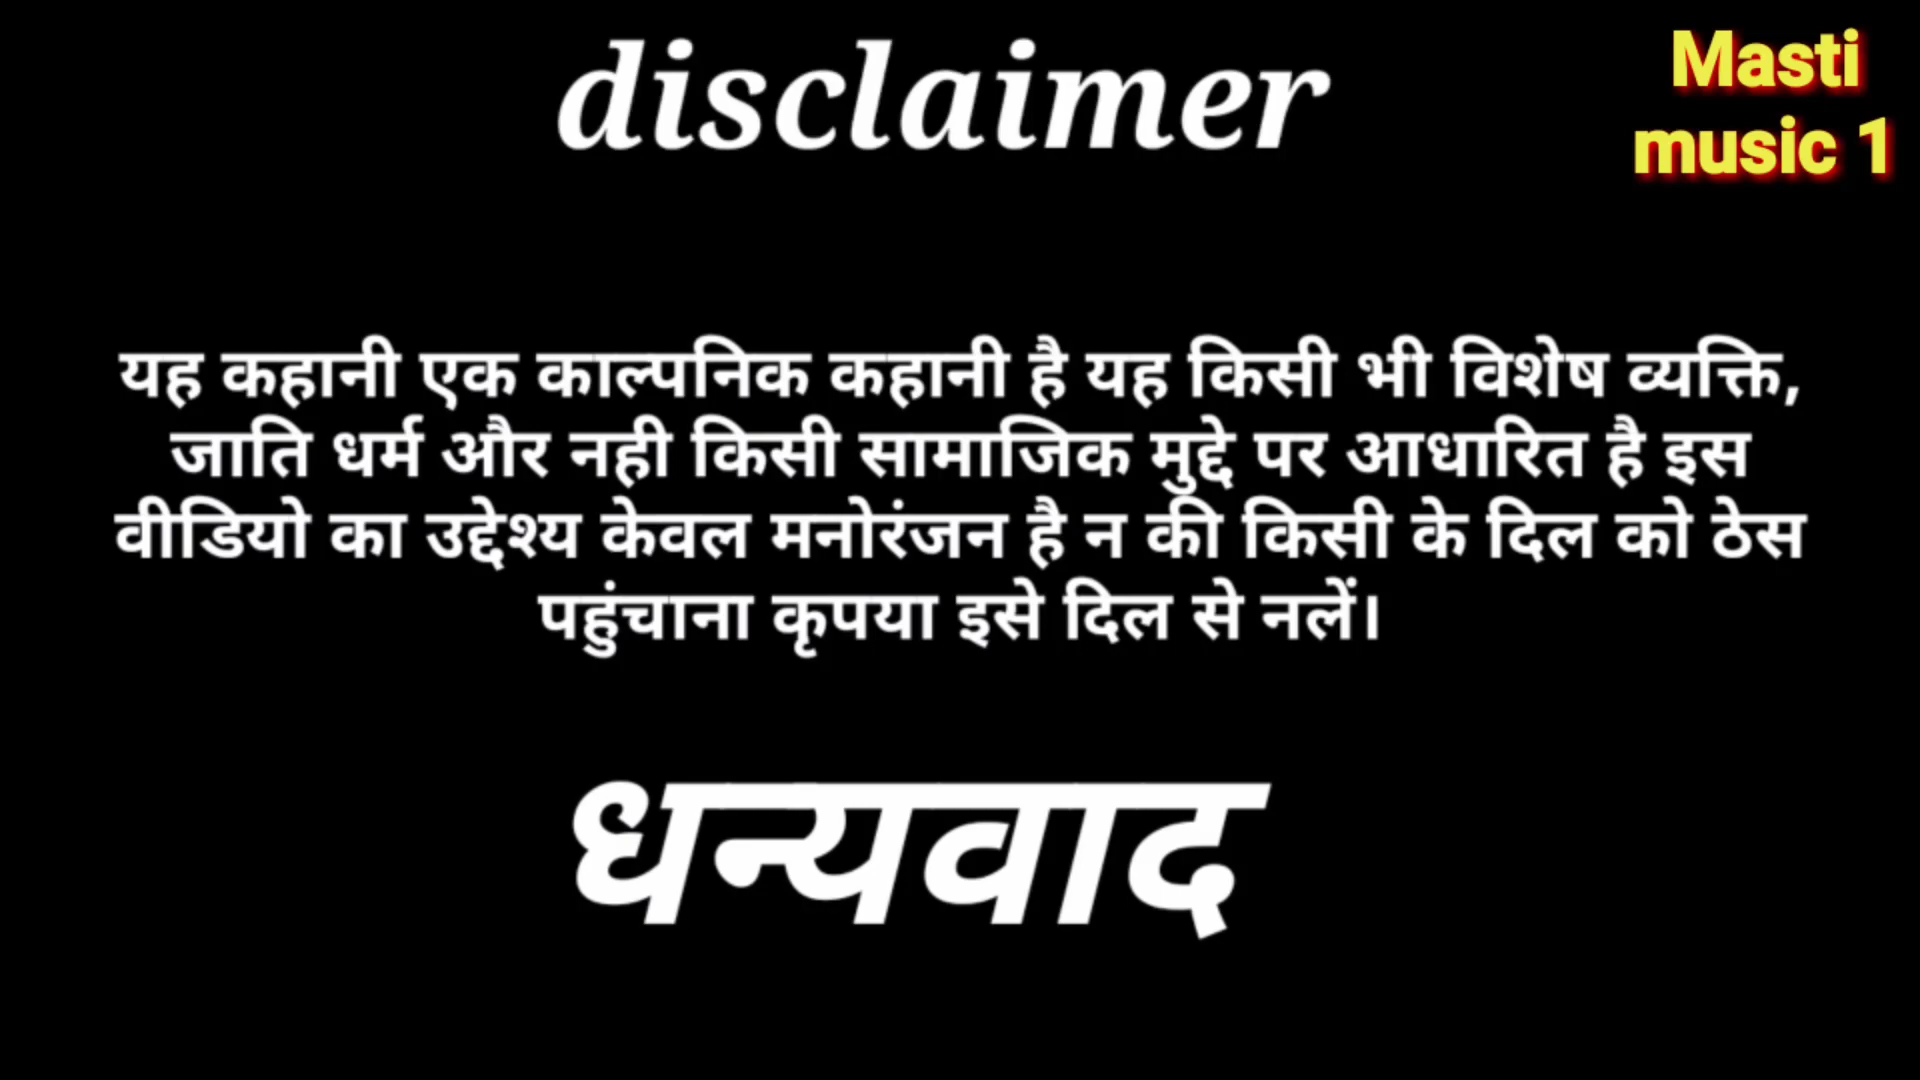 disclaimer
Masti
music 1
यह कहानी एक काल्पनिक कहानी है यह किसी भी विशेष व्यक्ति,
जाति धर्म और नही किसी सामाजिक मुद्दे पर आधारित है इस
वीडियो का उद्देश्य केवल मनोरंजन है न की किसी के दिल को ठेस
पहुंचाना कृपया इसे दिल से नलें।
धन्यवाद